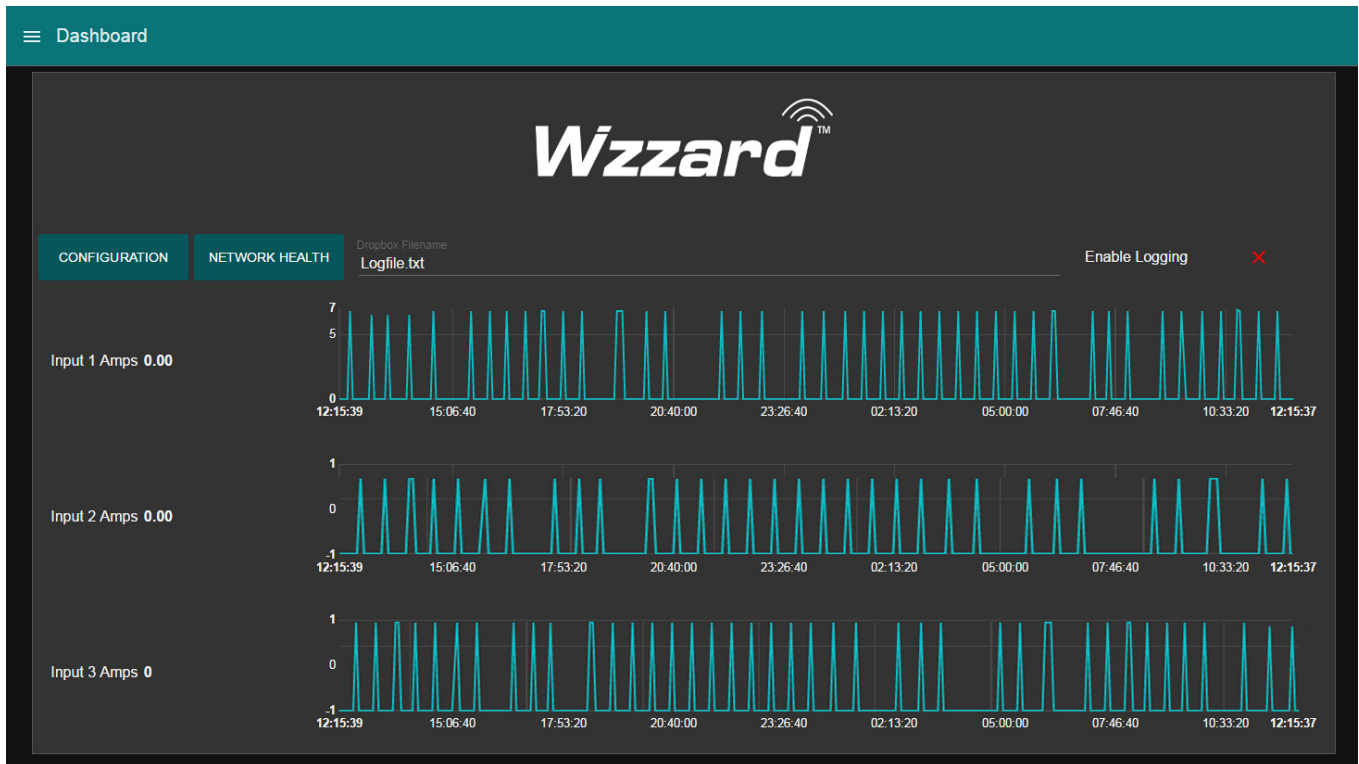 Dashboard
Wzzard™
CONFIGURATION
NETWORK HEALTH
Dropbox Filename
Logfile.txt
Enable Logging
Input 1 Amps 0.00
7
5
0
12:15:39 15:06:40 17:53:20 20:40:00 23:26:40 02:13:20 05:00:00 07:46:40 10:33:20 12:15:37
Input 2 Amps 0.00
1
0
-1
12:15:39 15:06:40 17:53:20 20:40:00 23:26:40 02:13:20 05:00:00 07:46:40 10:33:20 12:15:37
Input 3 Amps 0
1
0
-1
12:15:39 15:06:40 17:53:20 20:40:00 23:26:40 02:13:20 05:00:00 07:46:40 10:33:20 12:15:37